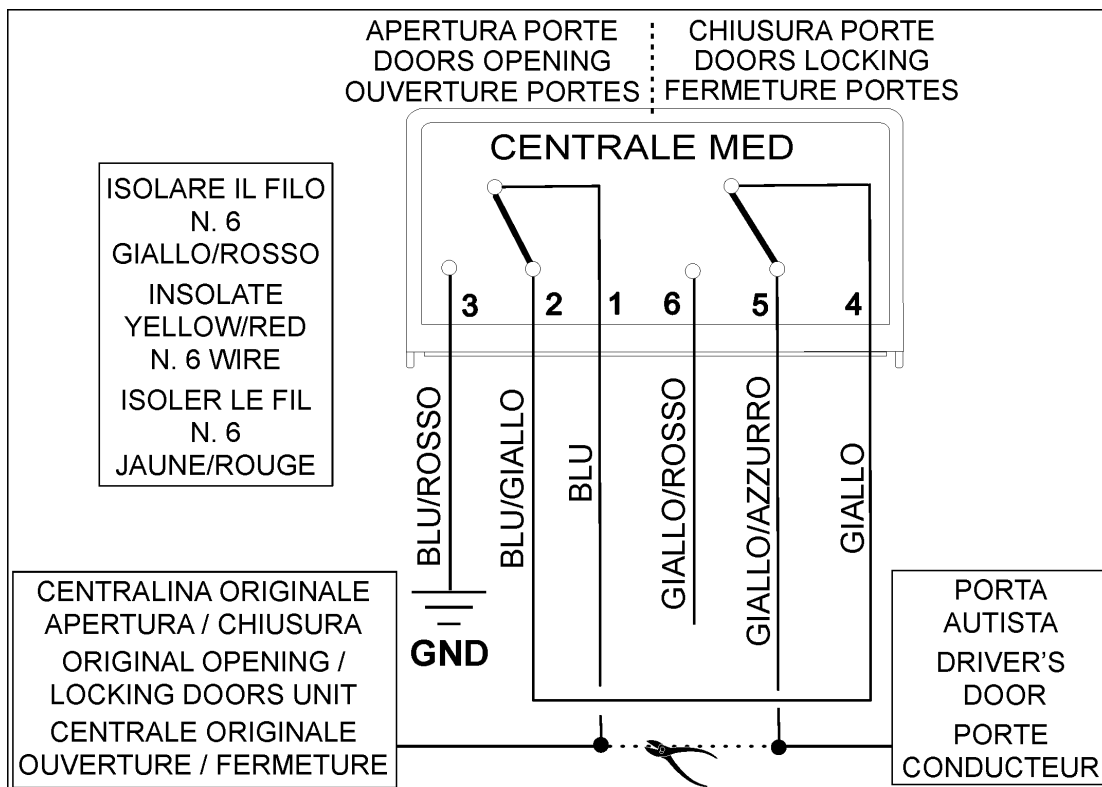 APERTURA PORTE
DOORS OPENING
OUVERTURE PORTES
CHIUSURA PORTE
DOORS LOCKING
FERMETURE PORTES
CENTRALE MED
ISOLARE IL FILO
N. 6
GIALLO/ROSSO
INSOLATE
YELLOW/RED
N. 6 WIRE
ISOLER LE FIL
N. 6
JAUNE/ROUGE
3 2 1 6 5 4
BLU/ROSSO
BLU/GIALLO
BLU
GIALLO/ROSSO
GIALLO/AZZURRO
GIALLO
GND
CENTRALINA ORIGINALE
APERTURA / CHIUSURA
ORIGINAL OPENING /
LOCKING DOORS UNIT
CENTRALE ORIGINALE
OUVERTURE / FERMETURE
PORTA
AUTISTA
DRIVER'S
DOOR
PORTE
CONDUCTEUR